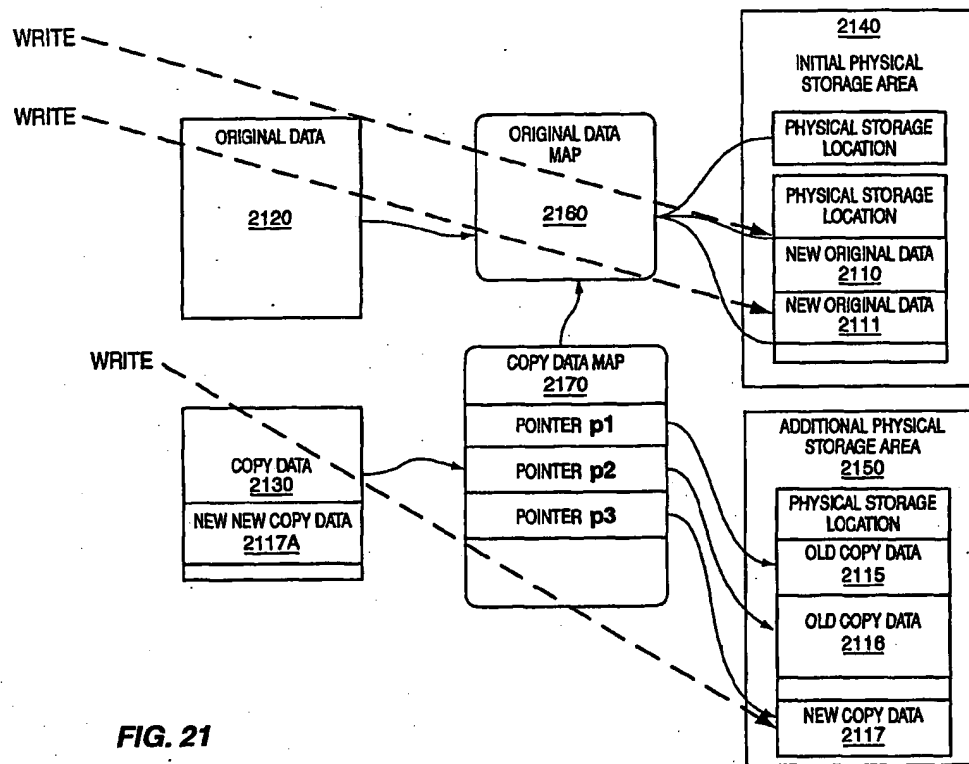 WRITE
WRITE
ORIGINAL DATA
2120
ORIGINAL DATA
MAP
2160
2140
INITIAL PHYSICAL
STORAGE AREA
PHYSICAL STORAGE
LOCATION
PHYSICAL STORAGE
LOCATION
NEW ORIGINAL DATA
2110
NEW ORIGINAL DATA
2111
WRITE
COPY DATA
2130
NEW NEW COPY DATA
2117A
COPY DATA MAP
2170
POINTER p1
POINTER p2
POINTER p3
ADDITIONAL PHYSICAL
STORAGE AREA
2150
PHYSICAL STORAGE
LOCATION
OLD COPY DATA
2115
OLD COPY DATA
2116
NEW COPY DATA
2117
FIG. 21